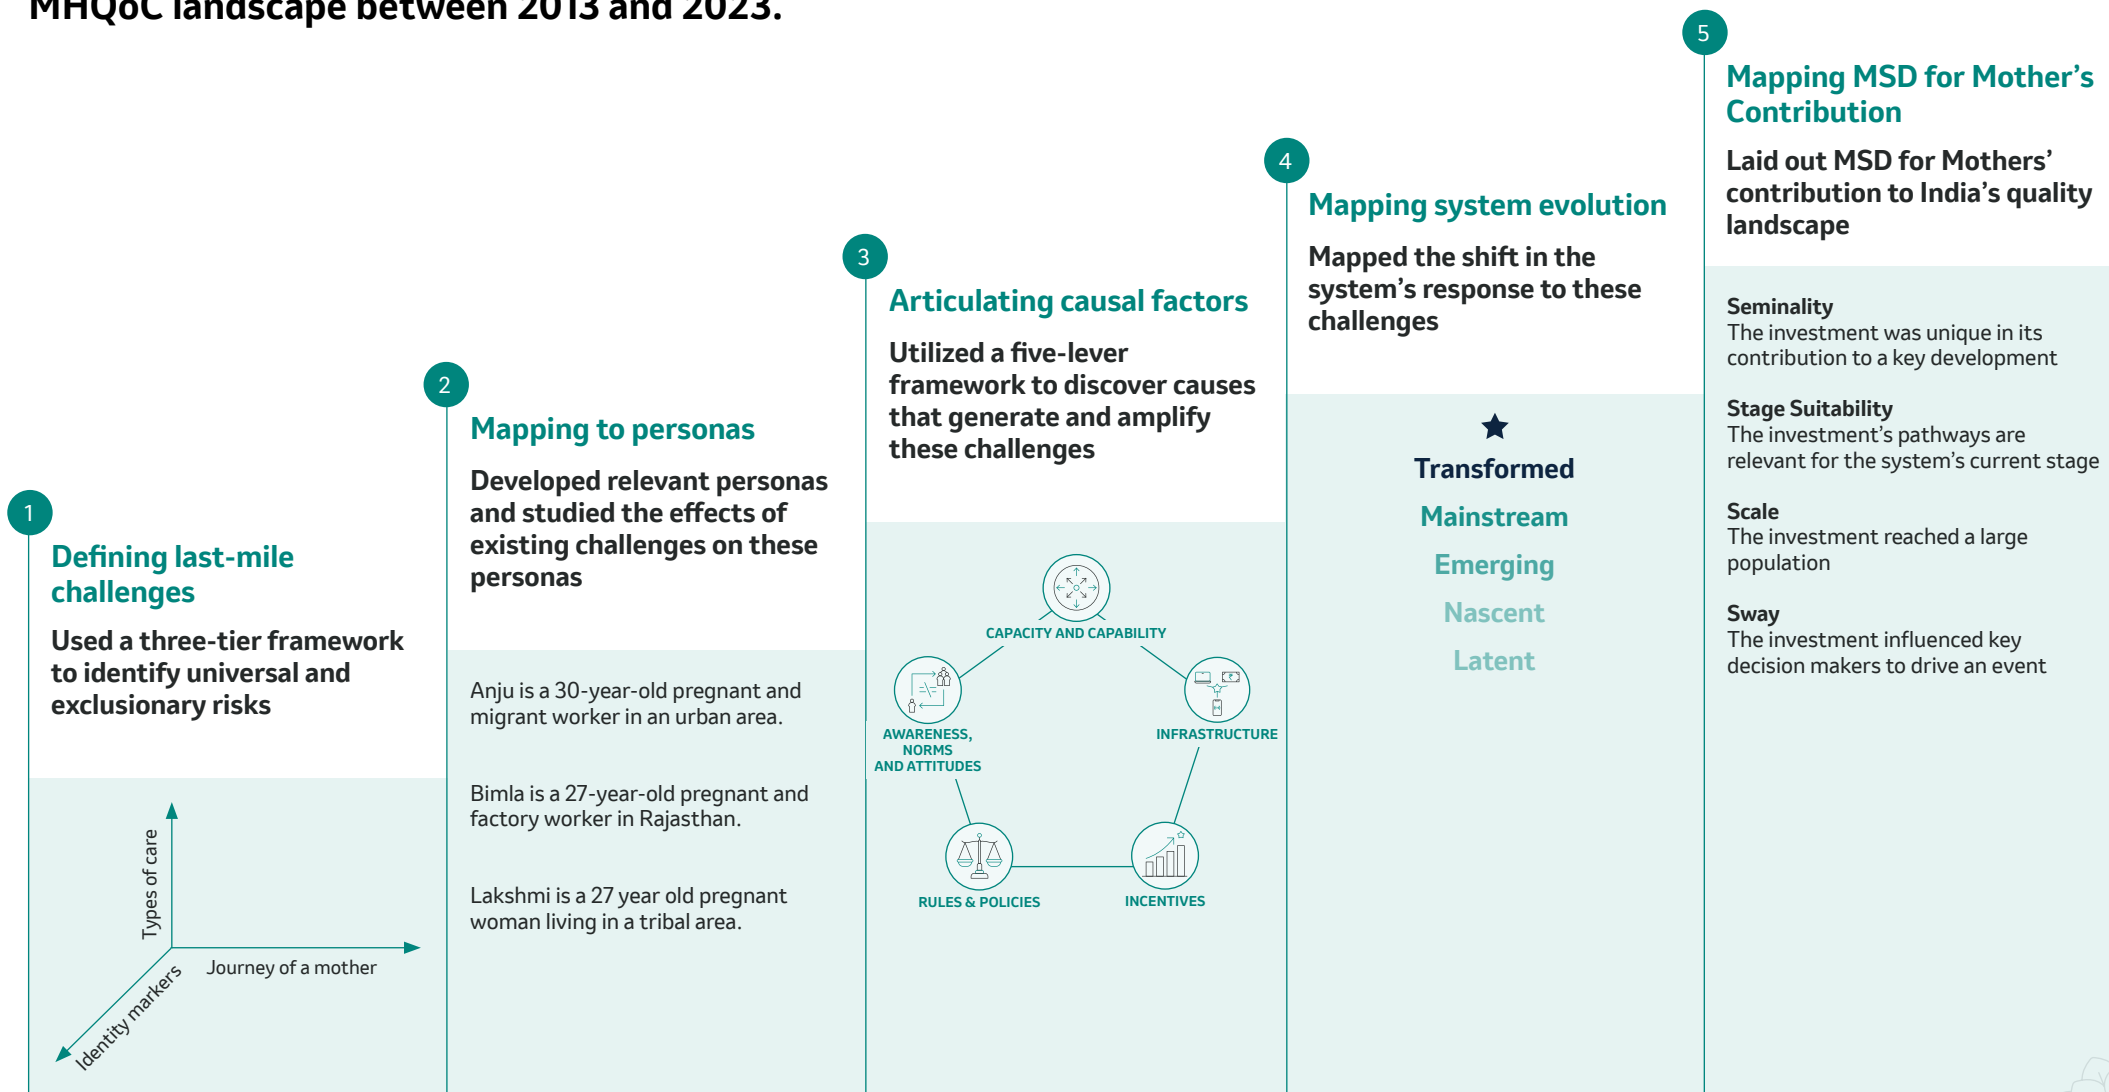 MHQoC landscape between 2013 and 2023.
1
Defining last-mile
challenges
Used a three-tier framework
to identify universal and
exclusionary risks
Types of care
Journey of a mother
Identity markers
2
Mapping to personas
Developed relevant personas
and studied the effects of
existing challenges on these
personas
Anju is a 30-year-old pregnant and
migrant worker in an urban area.
Bimla is a 27-year-old pregnant and
factory worker in Rajasthan.
Lakshmi is a 27 year old pregnant
woman living in a tribal area.
3
Articulating causal factors
Utilized a five-lever
framework to discover causes
that generate and amplify
these challenges
CAPACITY AND CAPABILITY
AWARENESS,
NORMS
AND ATTITUDES
INFRASTRUCTURE
RULES & POLICIES
INCENTIVES
4
Mapping system evolution
Mapped the shift in the
system's response to these
challenges
Transformed
Mainstream
Emerging
Nascent
Latent
5
Mapping MSD for Mother's
Contribution
Laid out MSD for Mothers'
contribution to India's quality
landscape
Seminality
The investment was unique in its
contribution to a key development
Stage Suitability
The investment's pathways are
relevant for the system's current stage
Scale
The investment reached a large
population
Sway
The investment influenced key
decision makers to drive an event